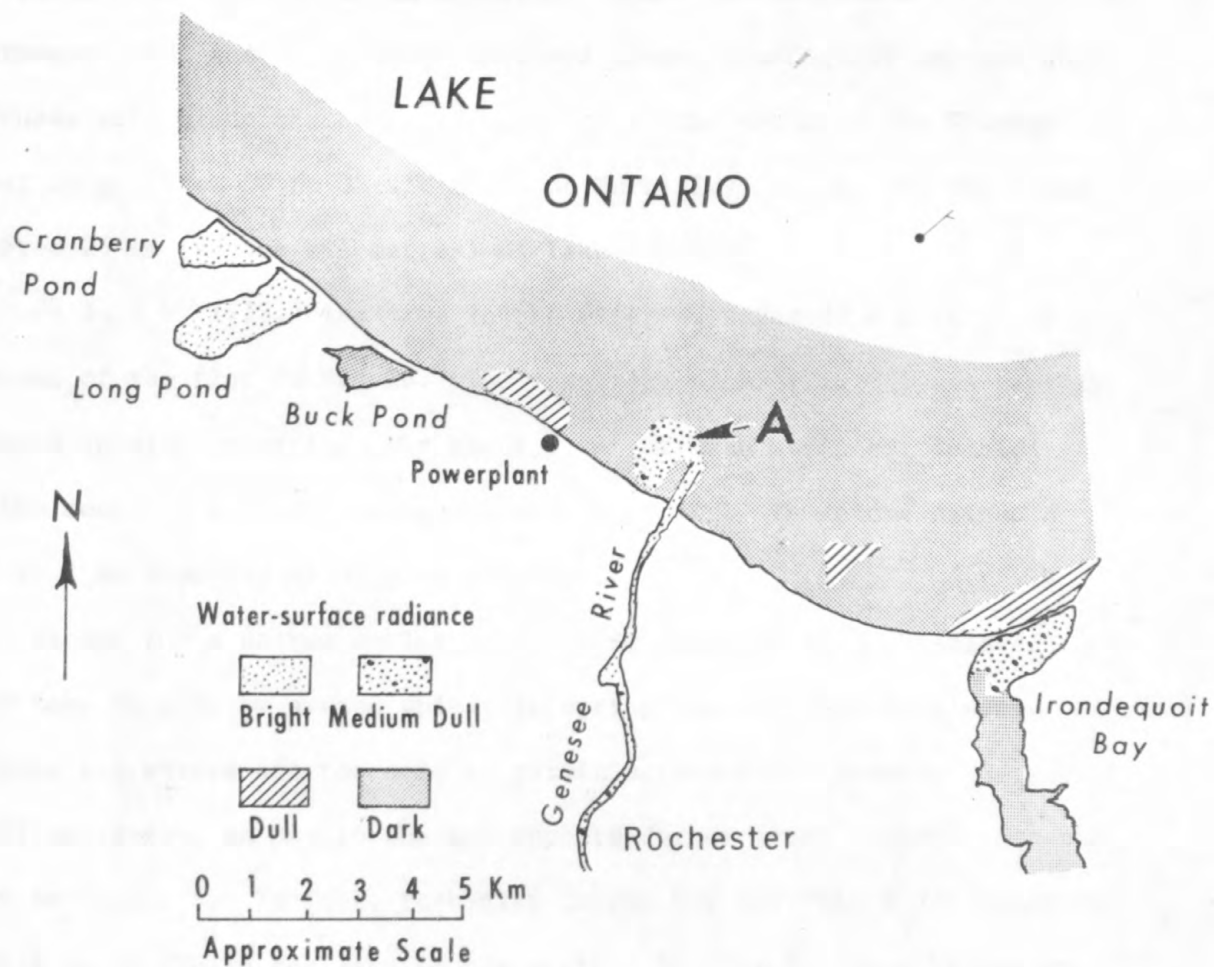 LAKE
ONTARIO
Cranberry
Pond
Long Pond
Buck Pond
A
Powerplant
N
Genesee River
Water-surface radiance
Bright Medium Dull
Dull Dark
Irondequoit
Bay
Rochester
0 1 2 3 4 5 Km
Approximate Scale